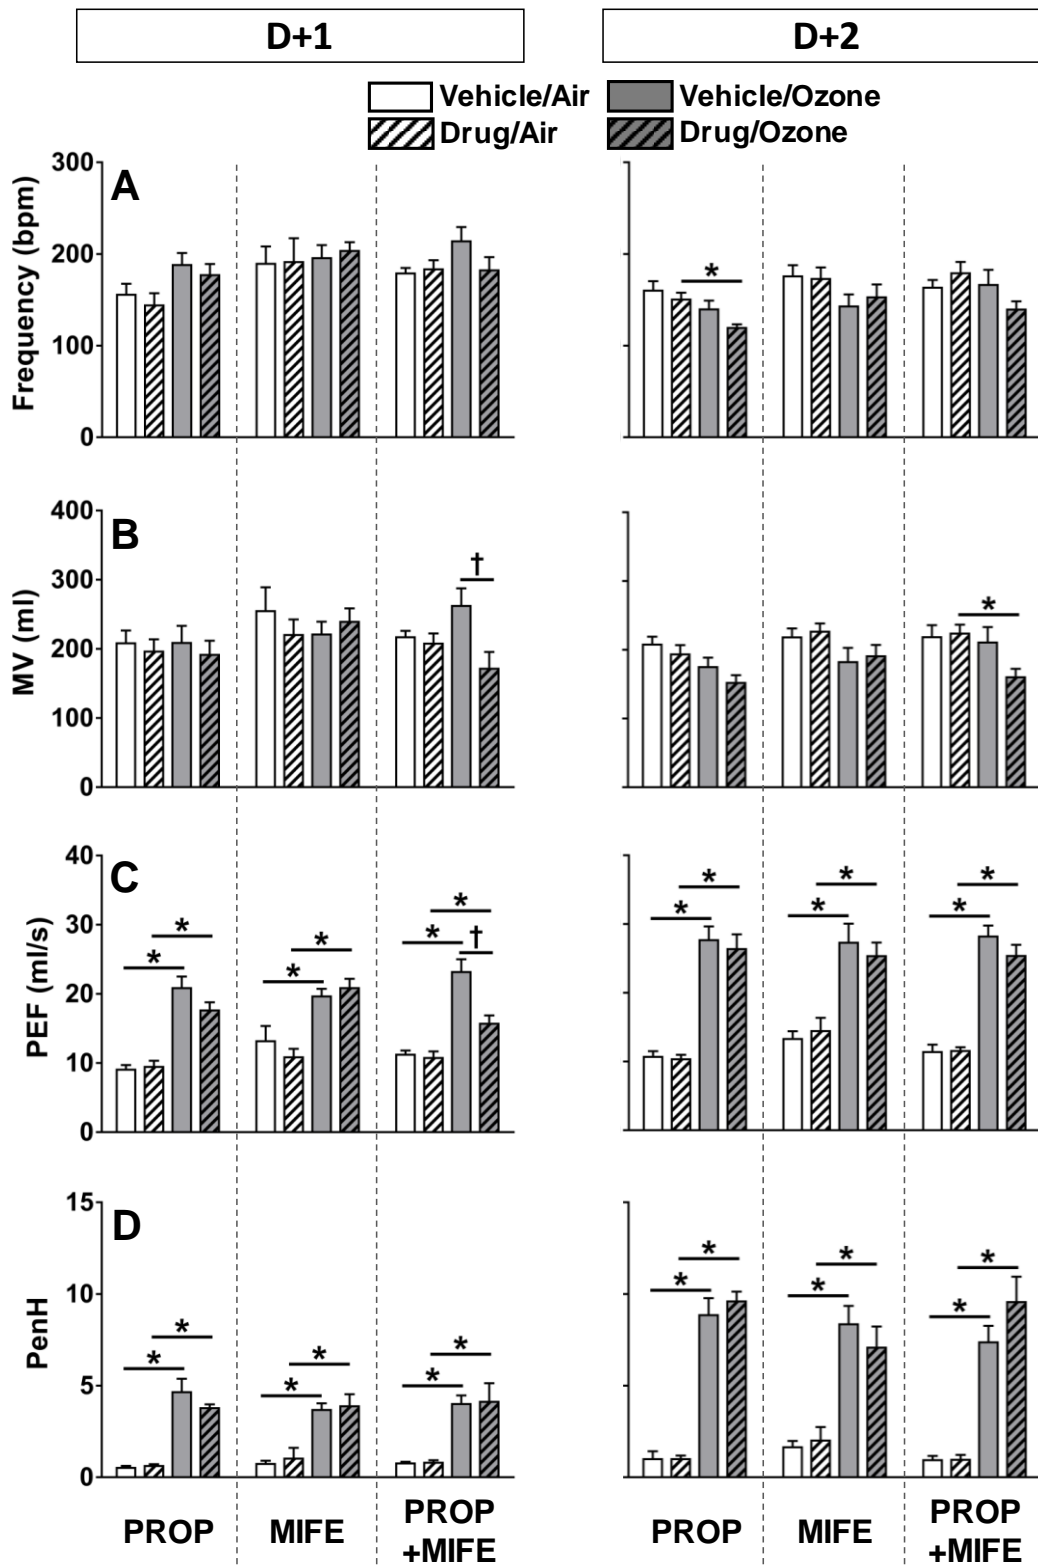 D+1
D+2
Vehicle/Air
Vehicle/Ozone
Drug/Air
Drug/Ozone
A
Frequency (bpm)
300
200
100
0
*
B
MV (ml)
400
300
200
100
0
†
*
C
PEF (ml/s)
40
30
20
10
0
*
*
*
*
*
*
†
*
*
*
*
*
*
D
PenH
15
10
5
0
*
*
*
*
*
*
*
*
*
*
*
*
PROP
MIFE
PROP
+MIFE
PROP
MIFE
PROP
+MIFE